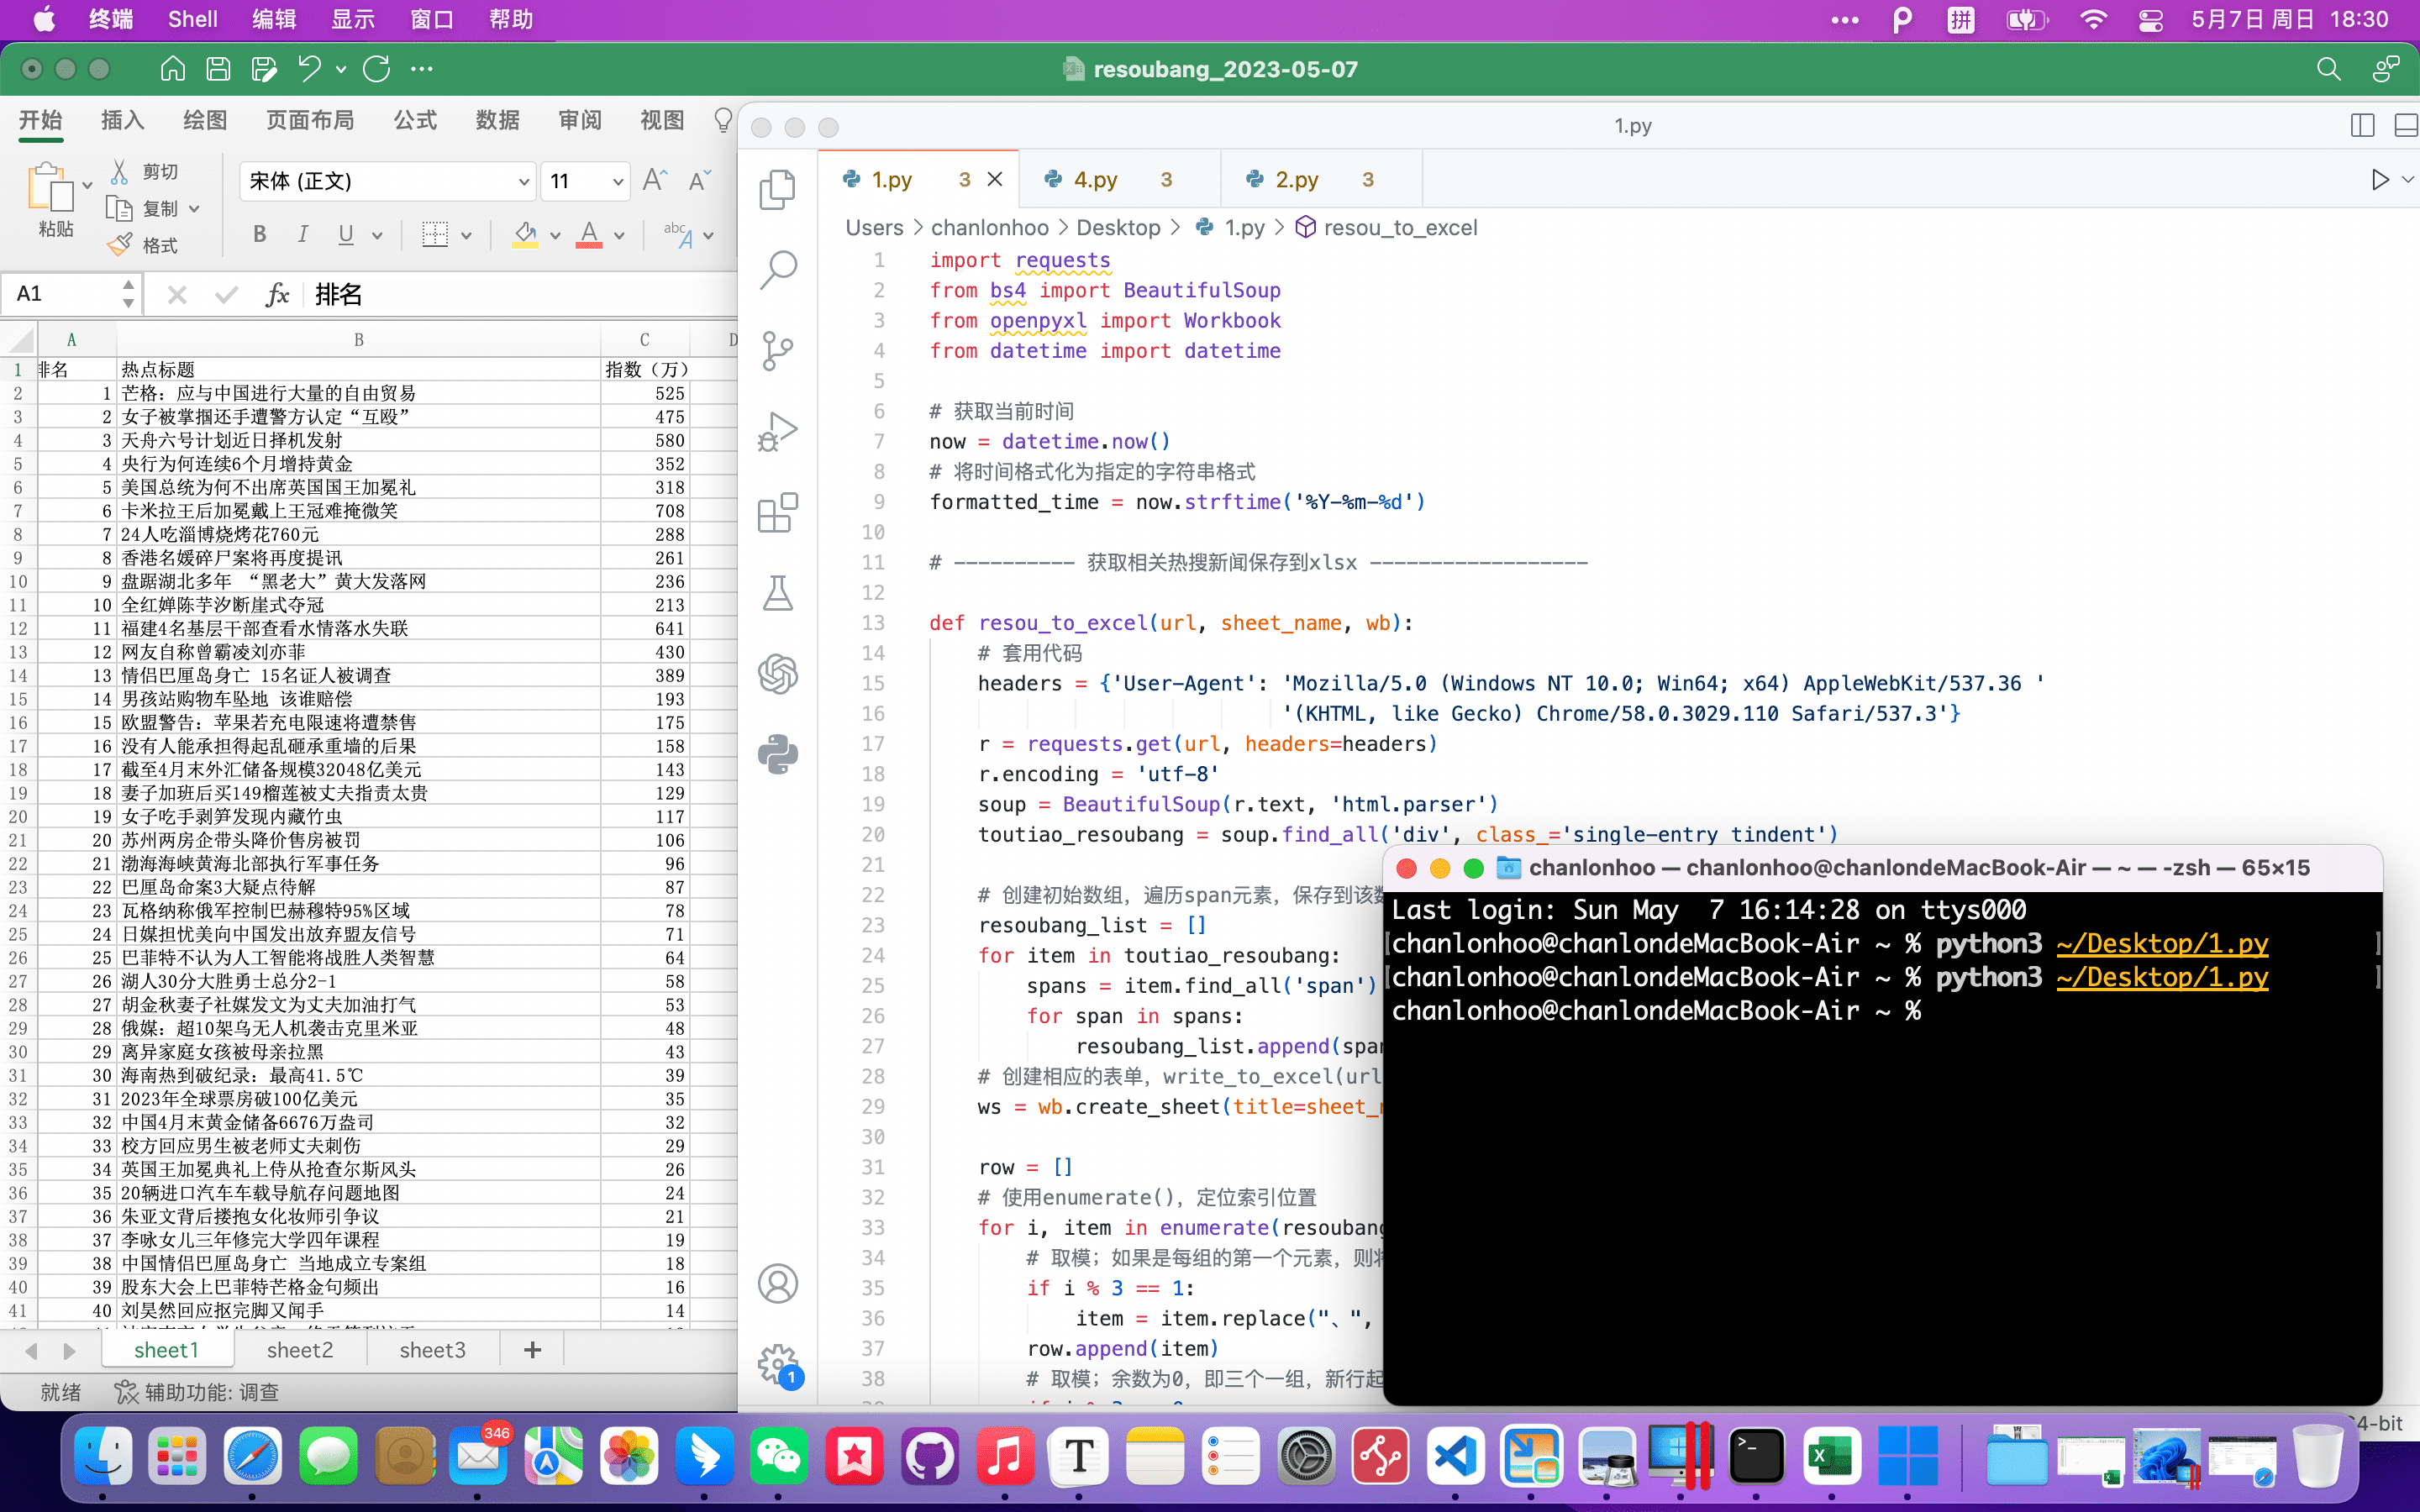 终端 Shell 编辑 显示 窗口 帮助 拼 5月7日 周日 18:30
resoubang_2023-05-07
开始 插入 绘图 页面布局 公式 数据 审阅 视图
粘贴 剪切 复制 格式
宋体 (正文) 11
B I U A abc A
A1 fx 排名
A B C D
1 排名 热点标题 指数（万）
2 1 芒格：应与中国进行大量的自由贸易 525
3 2 女子被掌掴还手遭警方认定“互殴” 475
4 3 天舟六号计划近日择机发射 580
5 4 央行为何连续6个月增持黄金 352
6 5 美国总统为何不出席英国国王加冕礼 318
7 6 卡米拉王后加冕戴上王冠难掩微笑 708
8 7 24人吃淄博烧烤花760元 288
9 8 香港名媛碎尸案将再度提讯 261
10 9 盘踞湖北多年 “黑老大”黄大发落网 236
11 10 全红婵陈芋汐断崖式夺冠 213
12 11 福建4名基层干部查看水情落水失联 641
13 12 网友自称曾霸凌刘亦菲 430
14 13 情侣巴厘岛身亡 15名证人被调查 389
15 14 男孩站购物车坠地 该谁赔偿 193
16 15 欧盟警告：苹果若充电限速将遭禁售 175
17 16 没有人能承担得起乱砸承重墙的后果 158
18 17 截至4月末外汇储备规模32048亿美元 143
19 18 妻子加班后买149榴莲被丈夫指责太贵 129
20 19 女子吃手剥笋发现内藏竹虫 117
21 20 苏州两房企带头降价售房被罚 106
22 21 渤海海峡黄海北部执行军事任务 96
23 22 巴厘岛命案3大疑点待解 87
24 23 瓦格纳称俄军控制巴赫穆特95%区域 78
25 24 日媒担忧美向中国发出放弃盟友信号 71
26 25 巴菲特不认为人工智能将战胜人类智慧 64
27 26 湖人30分大胜勇士总分2-1 58
28 27 胡金秋妻子社媒发文为丈夫加油打气 53
29 28 俄媒：超10架乌无人机袭击克里米亚 48
30 29 离异家庭女孩被母亲拉黑 43
31 30 海南热到破纪录：最高41.5℃ 39
32 31 2023年全球票房破100亿美元 35
33 32 中国4月末黄金储备6676万盎司 32
34 33 校方回应男生被老师丈夫刺伤 29
35 34 英国王加冕典礼上侍从抢查尔斯风头 26
36 35 20辆进口汽车车载导航存问题地图 24
37 36 朱亚文背后搂抱女化妆师引争议 21
38 37 李咏女儿三年修完大学四年课程 19
39 38 中国情侣巴厘岛身亡 当地成立专案组 18
40 39 股东大会上巴菲特芒格金句频出 16
41 40 刘昊然回应抠完脚又闻手 14
sheet1 sheet2 sheet3 +
就绪 辅助功能: 调查
1.py
1.py 3 4.py 3 2.py 3
Users > chanlonhoo > Desktop > 1.py > resou_to_excel
1 import requests
2 from bs4 import BeautifulSoup
3 from openpyxl import Workbook
4 from datetime import datetime
5
6 # 获取当前时间
7 now = datetime.now()
8 # 将时间格式化为指定的字符串格式
9 formatted_time = now.strftime('%Y-%m-%d')
10
11 # ---------- 获取相关热搜新闻保存到xlsx ------------------
12
13 def resou_to_excel(url, sheet_name, wb):
14 # 套用代码
15 headers = {'User-Agent': 'Mozilla/5.0 (Windows NT 10.0; Win64; x64) AppleWebKit/537.36 '
16 '(KHTML, like Gecko) Chrome/58.0.3029.110 Safari/537.3'}
17 r = requests.get(url, headers=headers)
18 r.encoding = 'utf-8'
19 soup = BeautifulSoup(r.text, 'html.parser')
20 toutiao_resoubang = soup.find_all('div', class_='single-entry tindent')
21
22 # 创建初始数组，遍历span元素，保存到该数
23 resoubang_list = []
24 for item in toutiao_resoubang:
25 spans = item.find_all('span')
26 for span in spans:
27 resoubang_list.append(spa
28 # 创建相应的表单，write_to_excel(url
29 ws = wb.create_sheet(title=sheet_
30
31 row = []
32 # 使用enumerate()，定位索引位置
33 for i, item in enumerate(resouban
34 # 取模；如果是每组的第一个元素，则将
35 if i % 3 == 1:
36 item = item.replace("、",
37 row.append(item)
38 # 取模；余数为0，即三个一组，新行起
1
chanlonhoo — chanlonhoo@chanlondeMacBook-Air — ~ — -zsh — 65×15
Last login: Sun May  7 16:14:28 on ttys000
[chanlonhoo@chanlondeMacBook-Air ~ % python3 ~/Desktop/1.py ]
[chanlonhoo@chanlondeMacBook-Air ~ % python3 ~/Desktop/1.py ]
chanlonhoo@chanlondeMacBook-Air ~ %
4-bit
346
T